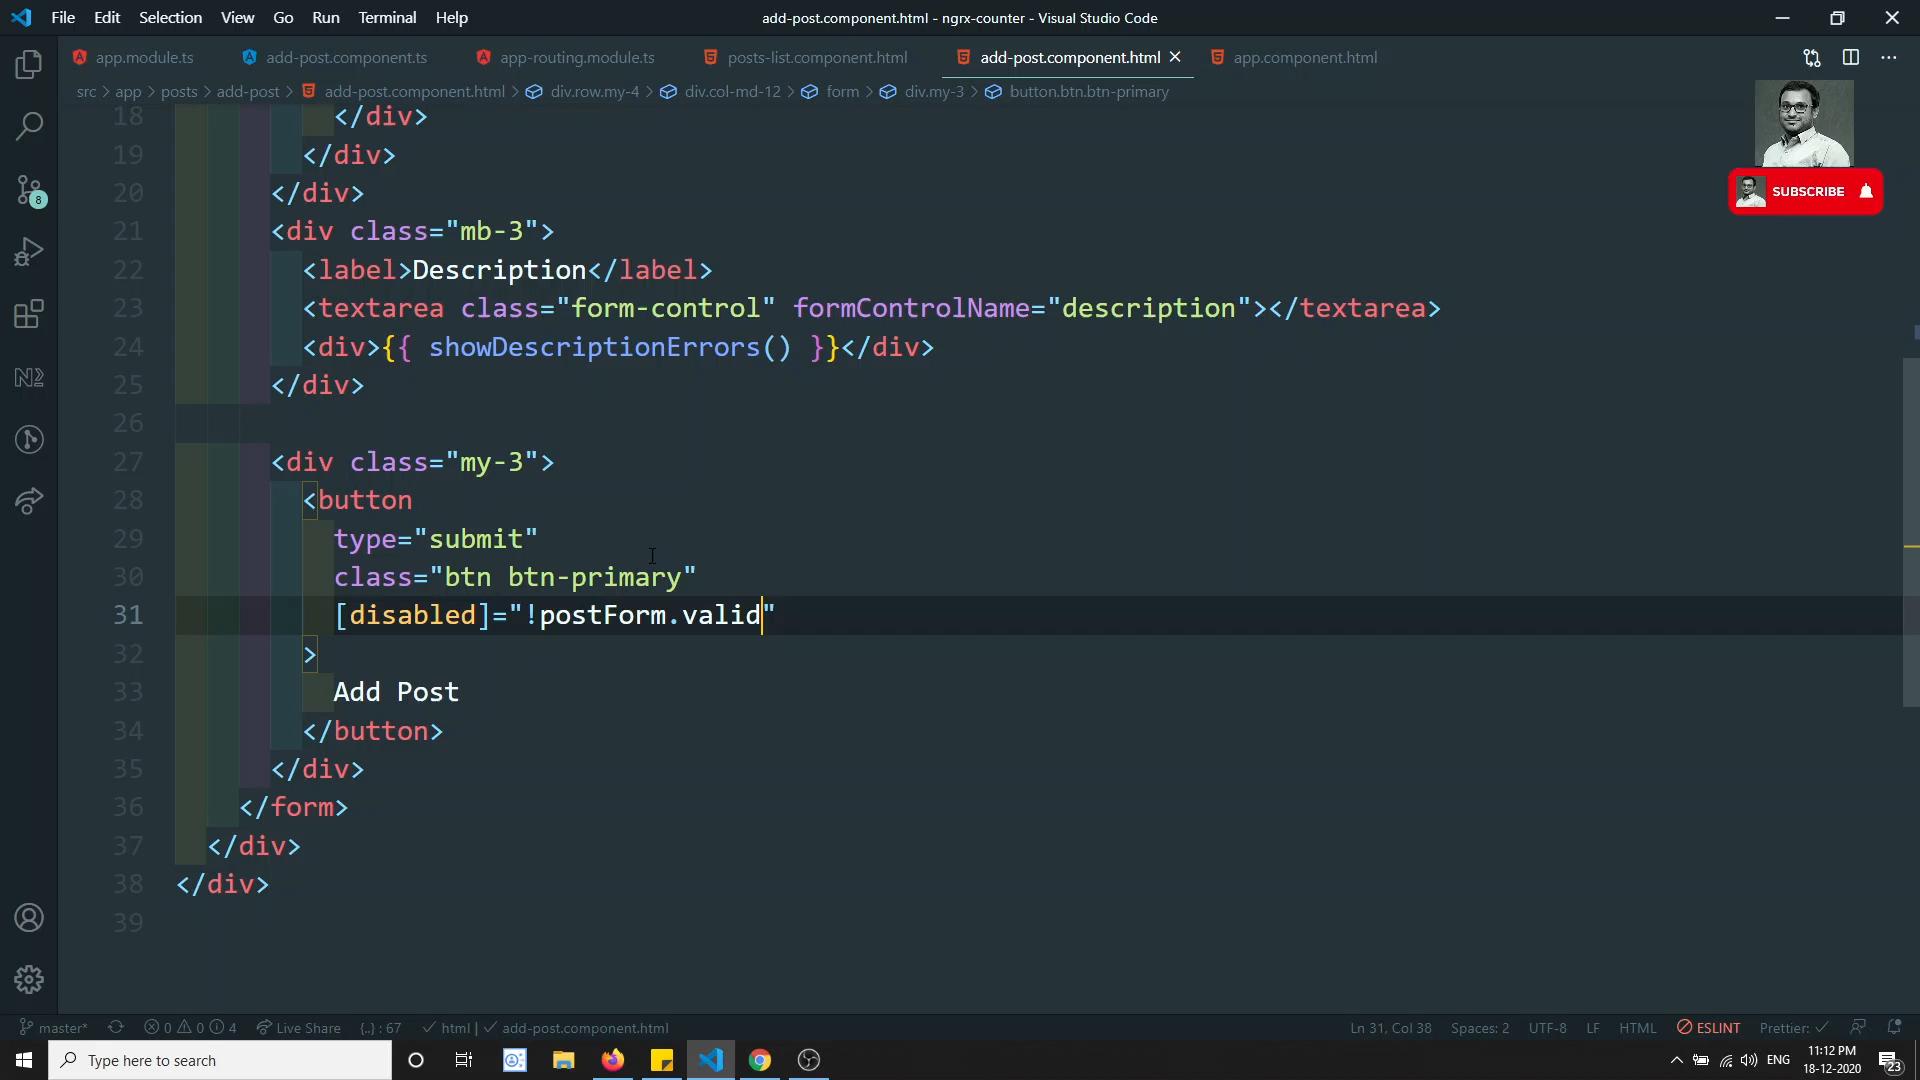 File Edit Selection View Go Run Terminal Help
add-post.component.html - ngrx-counter - Visual Studio Code
app.module.ts
add-post.component.ts
app-routing.module.ts
posts-list.component.html
add-post.component.html
app.component.html
src > app > posts > add-post > add-post.component.html > div.row.my-4 > div.col-md-12 > form > div.my-3 > button.btn.btn-primary
SUBSCRIBE
8
18 </div>
19 </div>
20 </div>
21 <div class="mb-3">
22 <label>Description</label>
23 <textarea class="form-control" formControlName="description"></textarea>
24 <div>{{ showDescriptionErrors() }}</div>
25 </div>
26
27 <div class="my-3">
28 <button
29 type="submit"
30 class="btn btn-primary"
31 [disabled]="!postForm.valid"
32 >
33 Add Post
34 </button>
35 </div>
36 </form>
37 </div>
38 </div>
39
master* 0 0 4 Live Share {..} : 67 html | add-post.component.html
Ln 31, Col 38 Spaces: 2 UTF-8 LF HTML ESLINT Prettier:
Type here to search
ENG
11:12 PM
18-12-2020
23